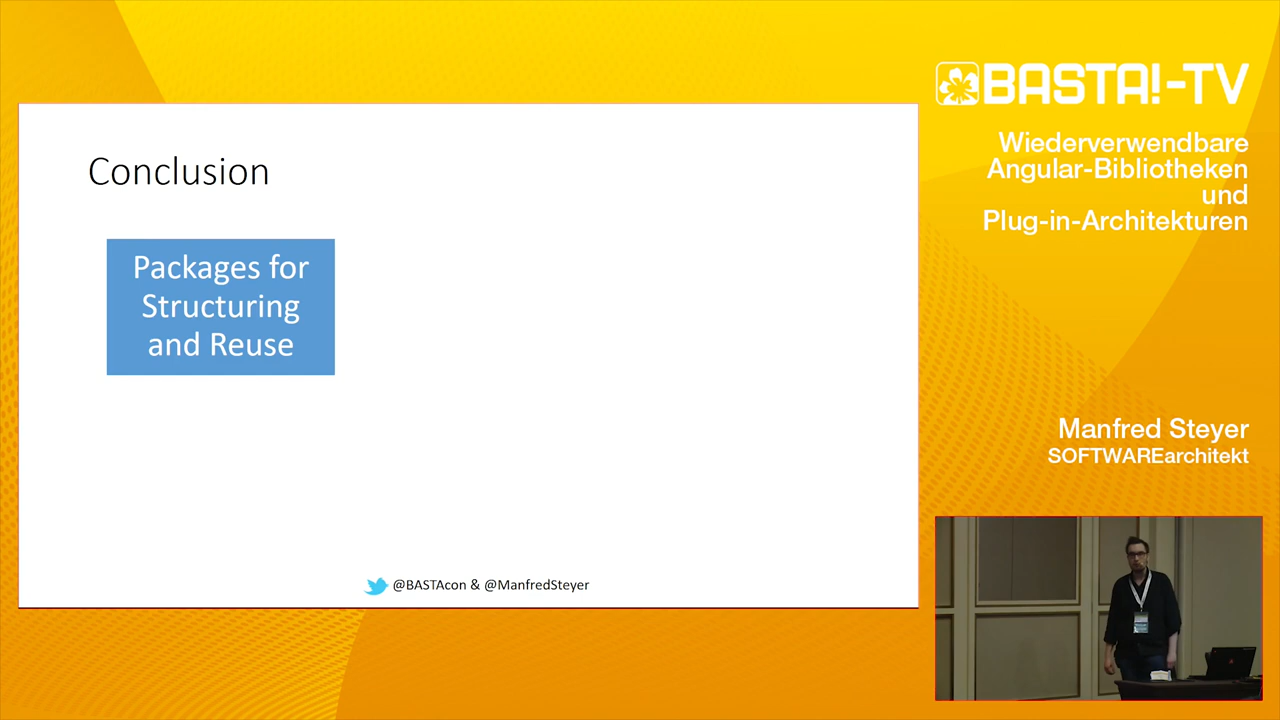 BASTA!-TV
Wiederverwendbare
Angular-Bibliotheken
und
Plug-in-Architekturen
Conclusion
Packages for
Structuring
and Reuse
Manfred Steyer
SOFTWAREarchitekt
@BASTAcon & @ManfredSteyer